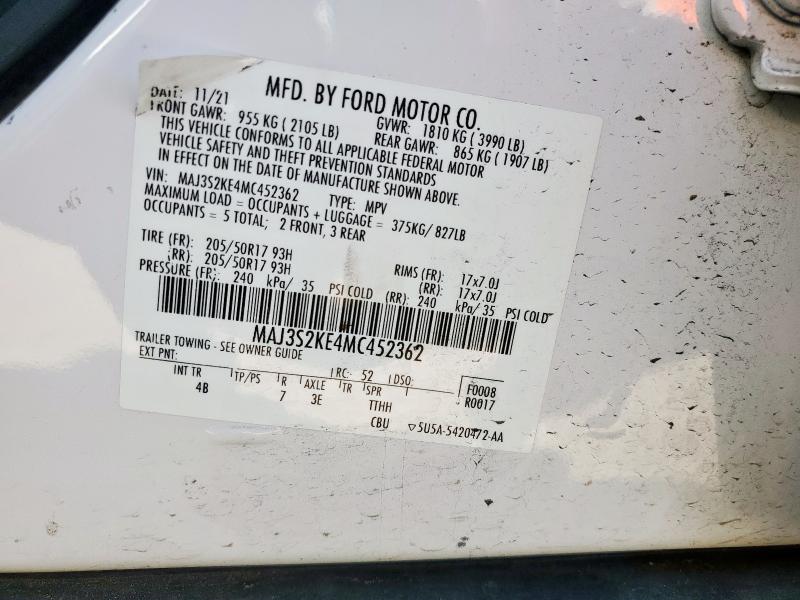 MFD. BY FORD MOTOR CO.
DATE: 11/21 GVWR: 1810 KG ( 3990 LB)
FRONT GAWR: 955 KG ( 2105 LB) REAR GAWR: 865 KG ( 1907 LB)
THIS VEHICLE CONFORMS TO ALL APPLICABLE FEDERAL MOTOR
VEHICLE SAFETY AND THEFT PREVENTION STANDARDS
IN EFFECT ON THE DATE OF MANUFACTURE SHOWN ABOVE.
VIN: MAJ3S2KE4MC452362 TYPE: MPV
MAXIMUM LOAD = OCCUPANTS + LUGGAGE = 375KG/ 827LB
OCCUPANTS = 5 TOTAL; 2 FRONT, 3 REAR
TIRE (FR): 205/50R17 93H RIMS (FR): 17x7.0J
(RR): 205/50R17 93H (RR): 17x7.0J
PRESSURE (FR): 240 kPa/ 35 PSI COLD (RR): 240 kPa/ 35 PSI COLD
MAJ3S2KE4MC452362
TRAILER TOWING - SEE OWNER GUIDE
EXT PNT: RC: 52 DSO: F0008
INT TR TP/PS R AXLE TR SPR R0017
4B 7 3E TTHH
CBU ▽5U5A-5420472-AA